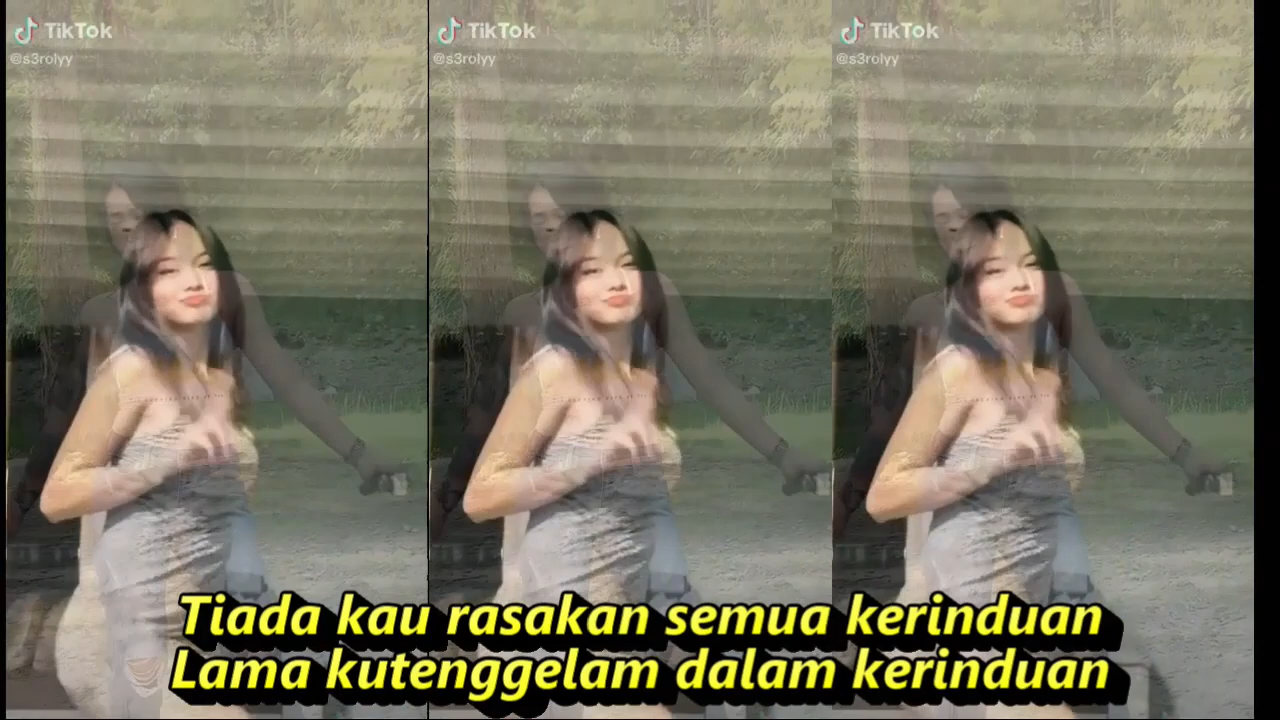 TikTok TikTok TikTok
@s3rolyy @s3rolyy @s3rolyy
Tiada kau rasakan semua kerinduan
Lama kutenggelam dalam kerinduan